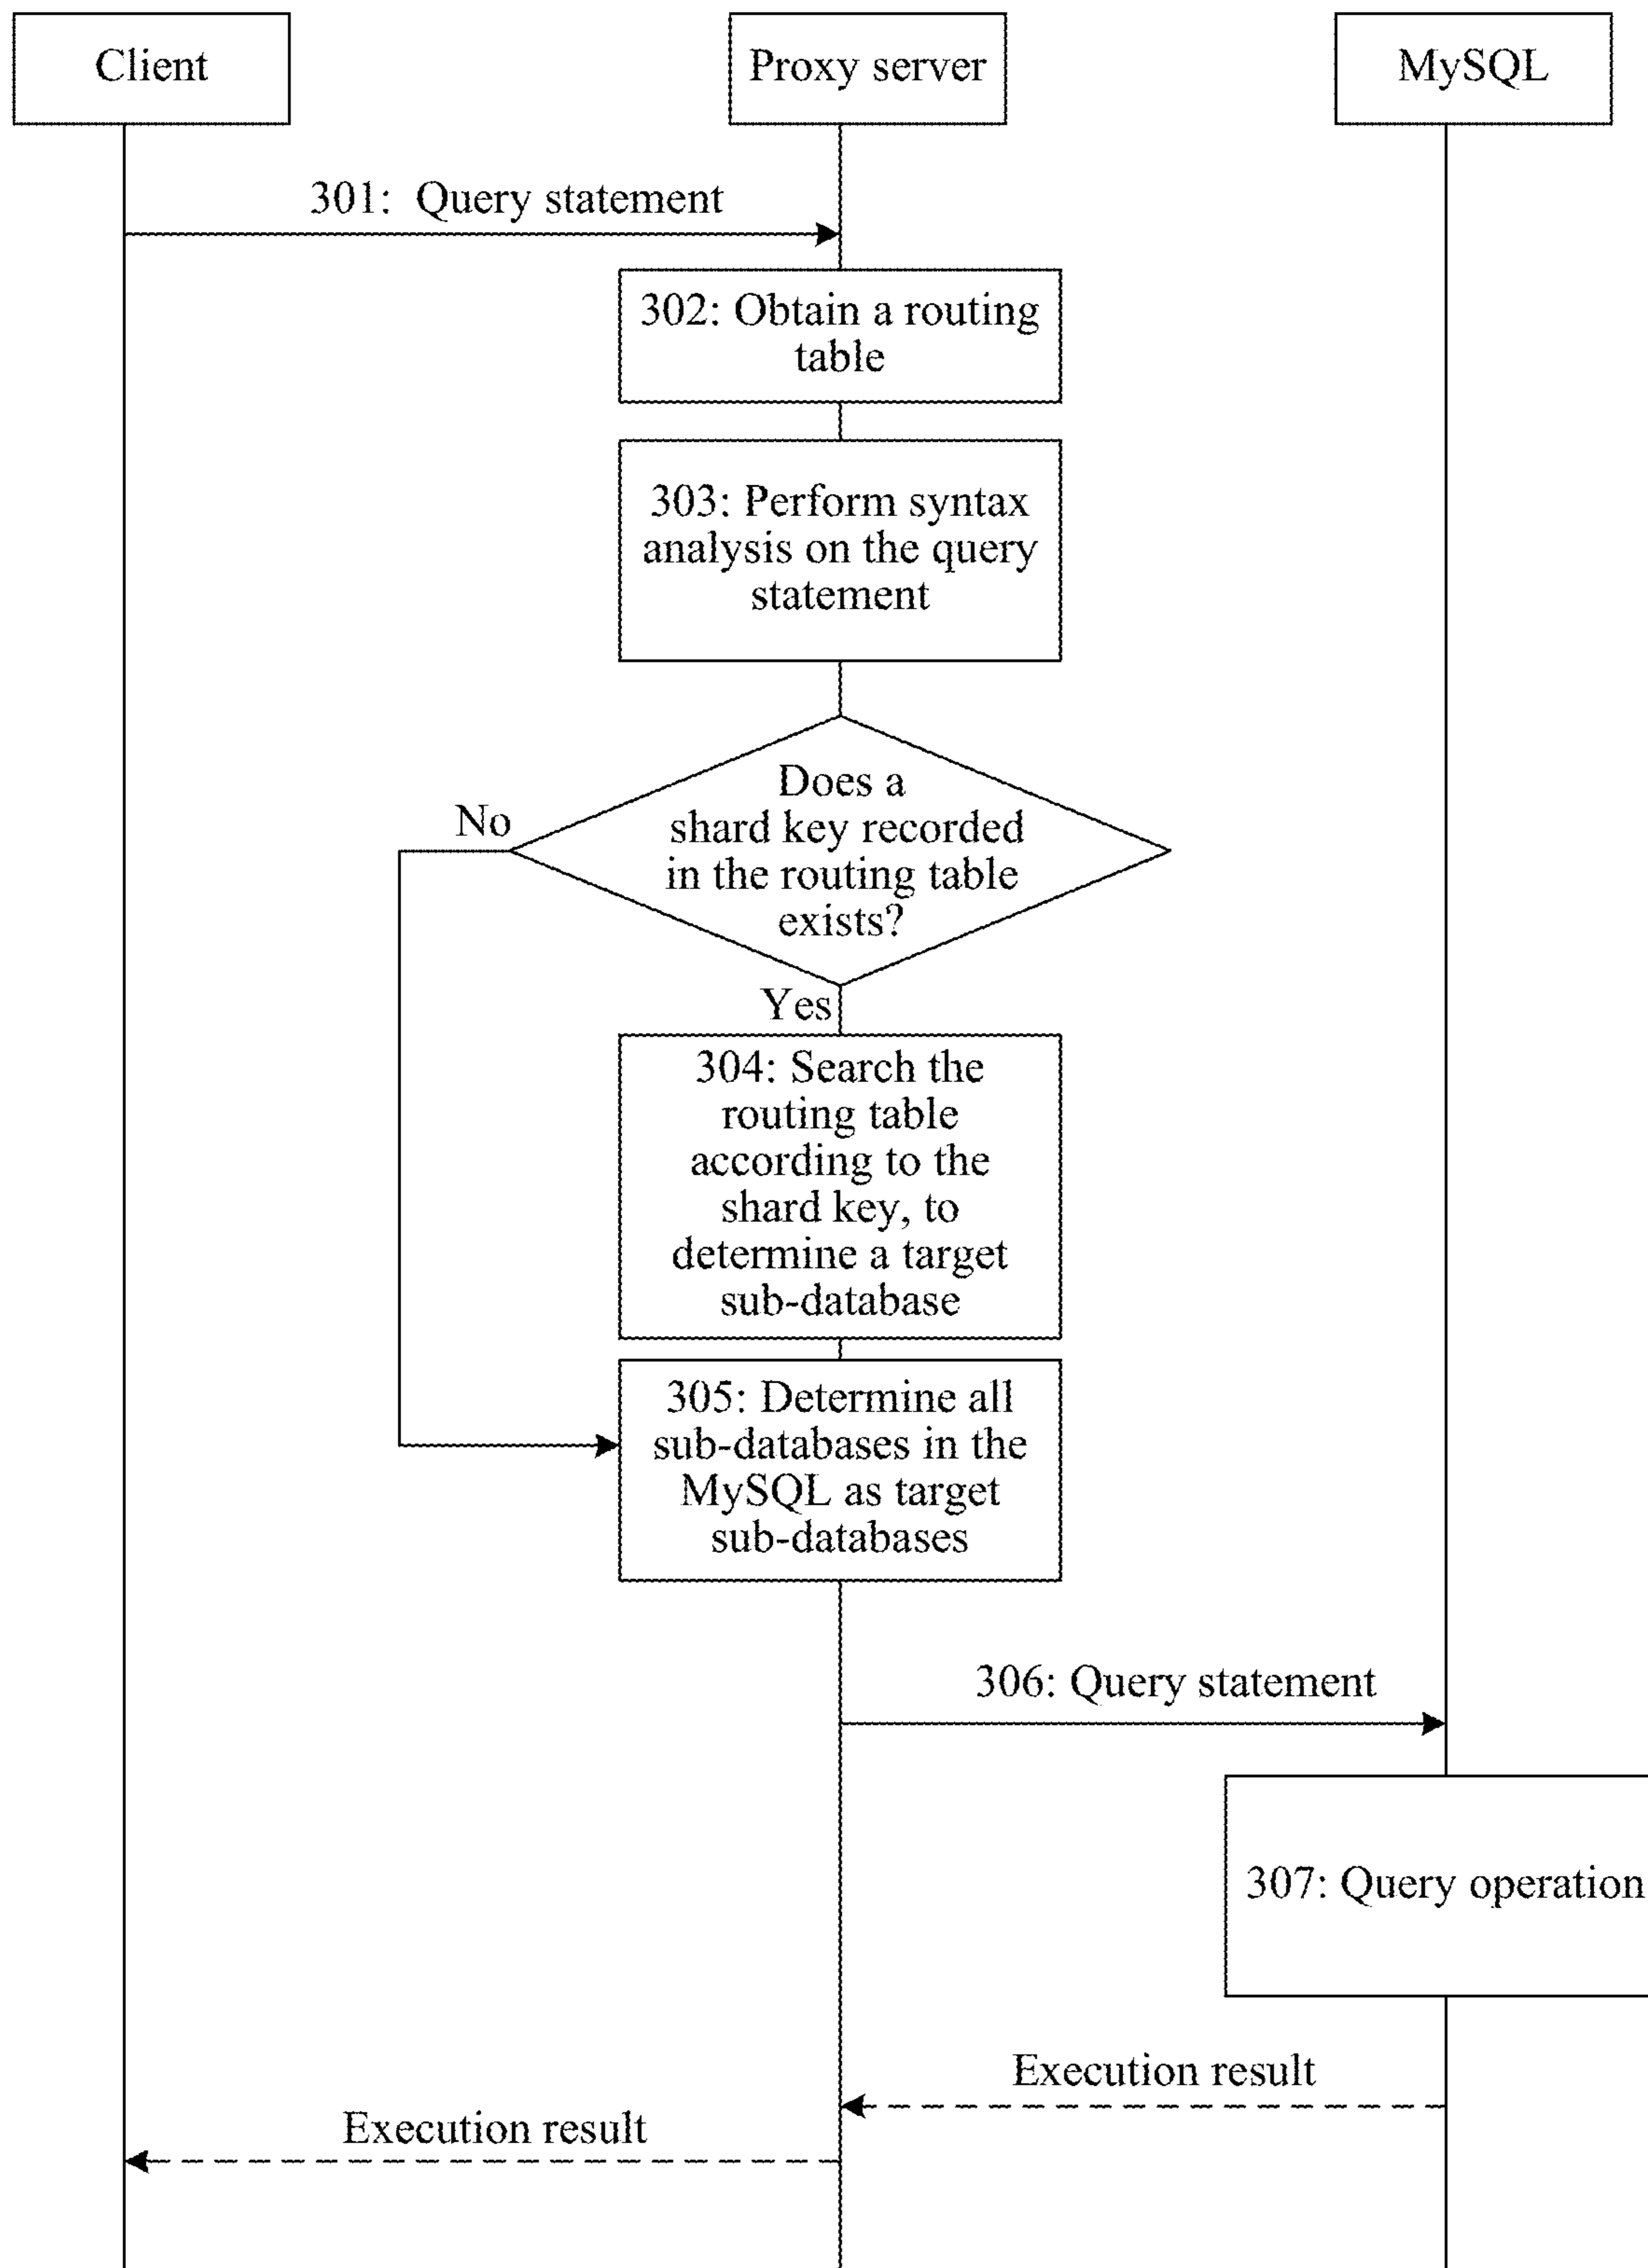 Client
Proxy server
MySQL
301: Query statement
302: Obtain a routing
table
303: Perform syntax
analysis on the query
statement
Does a
shard key recorded
in the routing table
exists?
No
Yes
304: Search the
routing table
according to the
shard key, to
determine a target
sub-database
305: Determine all
sub-databases in the
MySQL as target
sub-databases
306: Query statement
307: Query operation
Execution result
Execution result